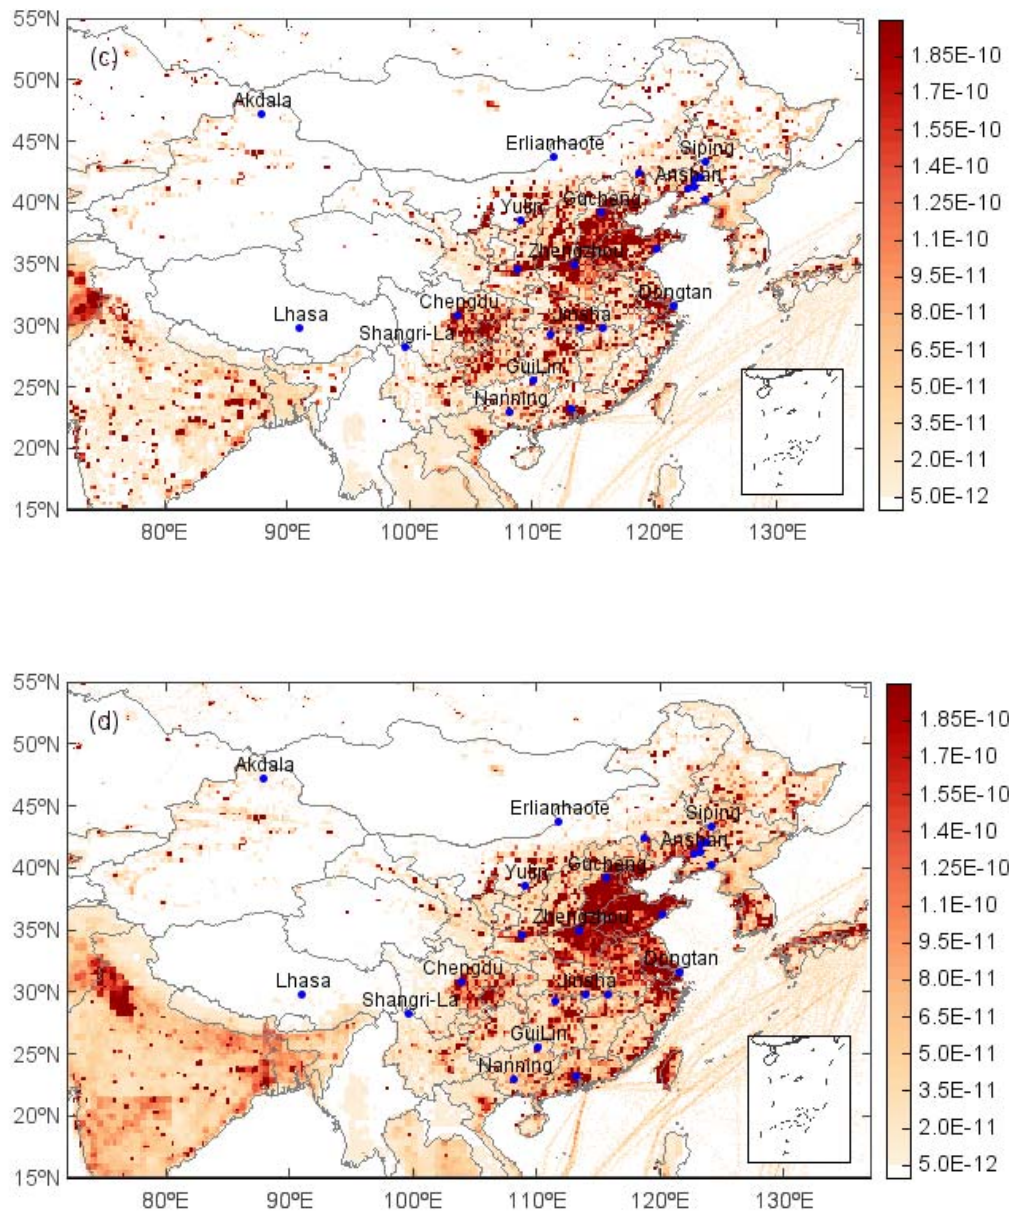 55ºN
(c)
1.85E-10
50ºN
1.7E-10
Akdala
1.55E-10
45ºN
Erlianhaote
Siping
1.40E-10
Anshan
40ºN
Yulin
Gucheng
1.25E-10
1.1E-10
35ºN
Zhengzhou
9.5E-11
Chengdu
Dongtan
8.0E-11
30ºN
Lhasa
Jinsha
Shangri-La
6.5E-11
25ºN
GuiLin
5.0E-11
Nanning
3.5E-11
20ºN
2.0E-11
15ºN
5.0E-12
80ºE 90ºE 100ºE 110ºE 120ºE 130ºE
55ºN
(d)
1.85E-10
50ºN
1.7E-10
Akdala
1.55E-10
45ºN
Erlianhaote
Siping
1.40E-10
Anshan
40ºN
Yulin
Gucheng
1.25E-10
1.1E-10
35ºN
Zhengzhou
9.5E-11
Chengdu
Dongtan
8.0E-11
30ºN
Lhasa
Jinsha
Shangri-La
6.5E-11
25ºN
GuiLin
5.0E-11
Nanning
3.5E-11
20ºN
2.0E-11
15ºN
5.0E-12
80ºE 90ºE 100ºE 110ºE 120ºE 130ºE